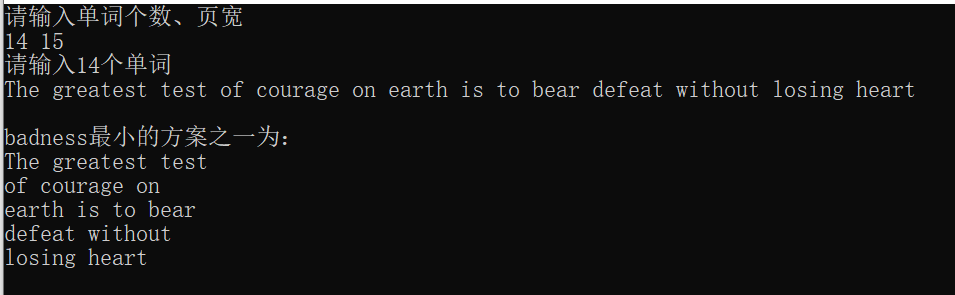 请输入单词个数、页宽
14 15
请输入14个单词
The greatest test of courage on earth is to bear defeat without losing heart
badness最小的方案之一为:
The greatest test
of courage on
earth is to bear
defeat without
losing heart